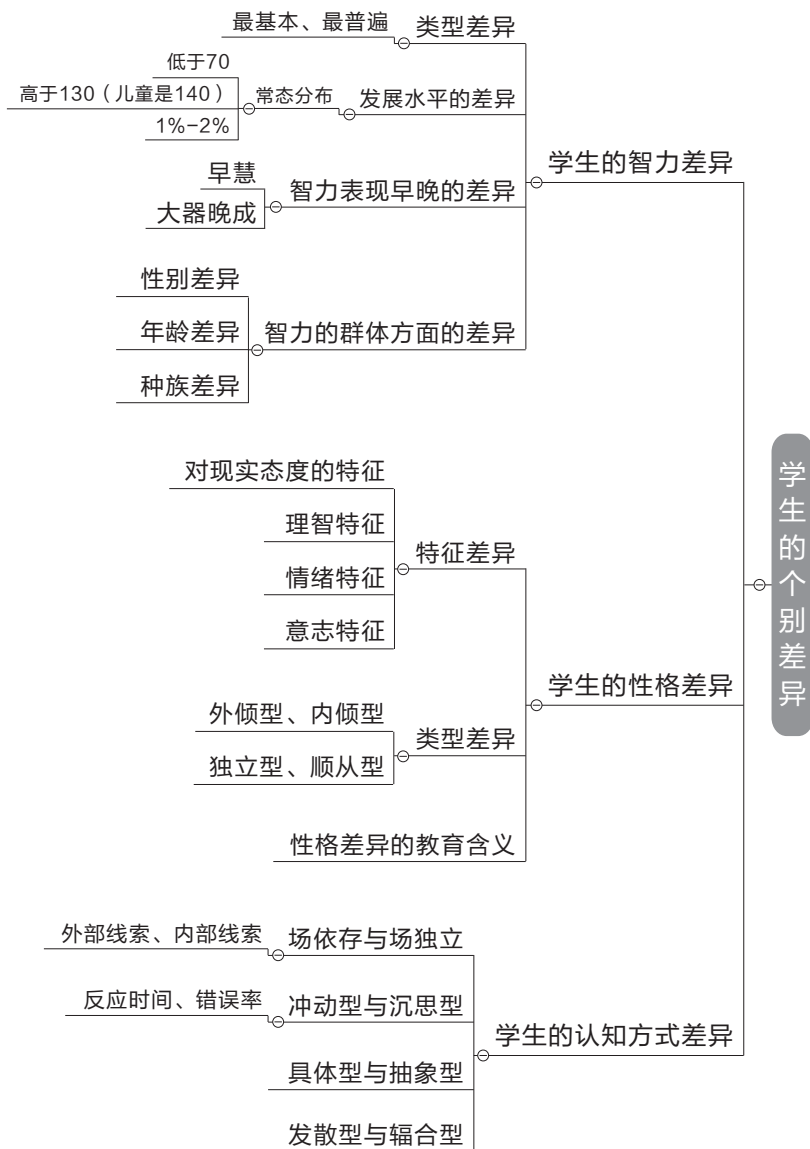 最基本、最普遍
类型差异
低于70
高于130（儿童是140）
1%-2%
常态分布
发展水平的差异
早慧
大器晚成
智力表现早晚的差异
学生的智力差异
性别差异
年龄差异
种族差异
智力的群体方面的差异
对现实态度的特征
理智特征
情绪特征
意志特征
特征差异
外倾型、内倾型
独立型、顺从型
类型差异
性格差异的教育含义
学生的性格差异
学生的个别差异
外部线索、内部线索
场依存与场独立
反应时间、错误率
冲动型与沉思型
具体型与抽象型
发散型与辐合型
学生的认知方式差异